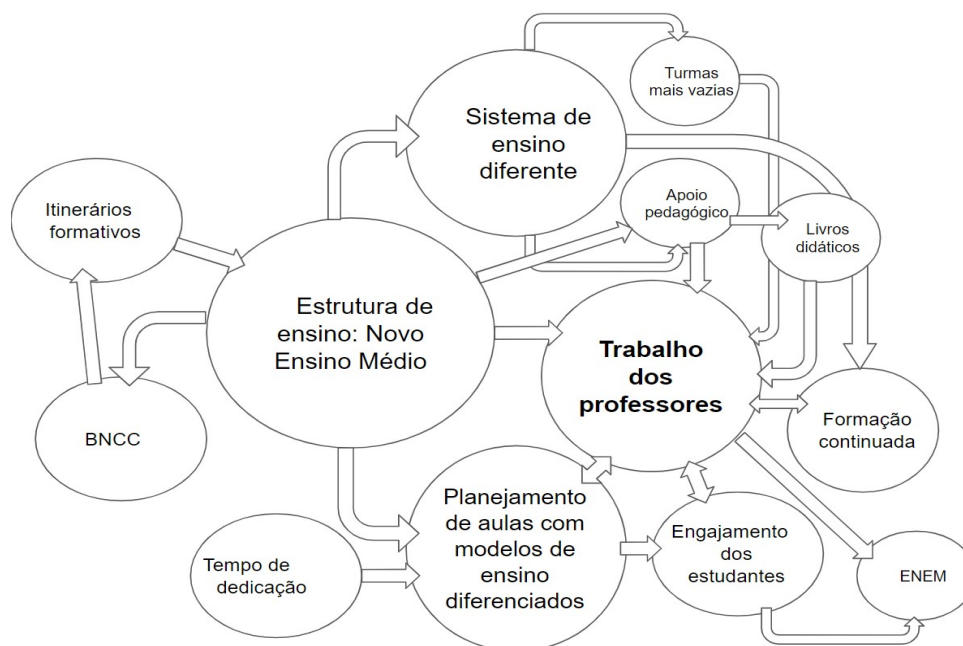 Turmas
mais vazias
Sistema de
ensino
diferente
Itinerários
formativos
Apoio
pedagógico
Livros
didáticos
Estrutura de
ensino: Novo
Ensino Médio
Trabalho
dos
professores
Formação
continuada
BNCC
Planejamento
de aulas com
modelos de
ensino
diferenciados
Engajamento
dos
estudantes
Tempo de
dedicação
ENEM